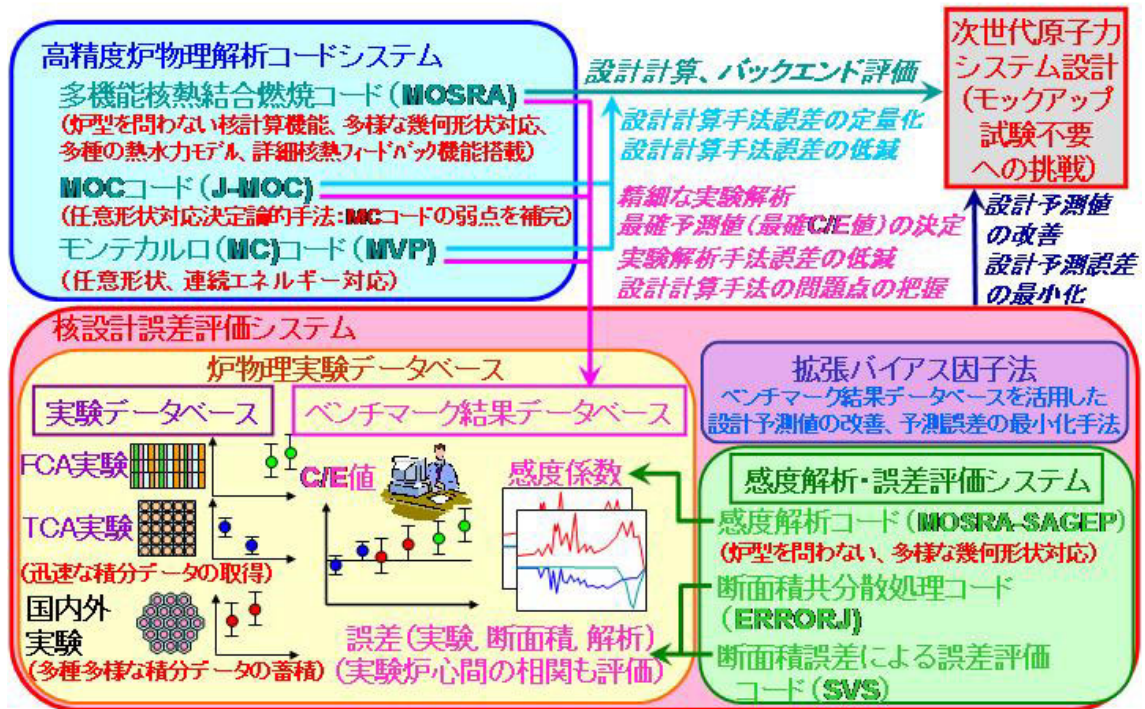 高精度炉物理解析コードシステム
多機能核熱結合燃焼コード(MOSRA)
(炉型を問わない核計算機能、多様な幾何形状対応、
多種の熱水力モデル、詳細核熱フィードバック機能搭載)
MOCコード(J-MOC)
(任意形状対応決定論的手法:MCコードの弱点を補完)
モンテカルロ(MC)コード(MVP)
(任意形状、連続エネルギー対応)
設計計算、バックエンド評価
設計計算手法誤差の定量化
設計計算手法誤差の低減
精細な実験解析
最確予測値(最確C/E値)の決定
実験解析手法誤差の低減
設計計算手法の問題点の把握
次世代原子力
システム設計
(モックアップ
試験不要
への挑戦)
設計予測値
の改善
設計予測誤差
の最小化
核設計誤差評価システム
炉物理実験データベース
実験データベース
FCA実験
TCA実験
(迅速な積分データの取得)
国内外
実験
(多種多様な積分データの蓄積)
ベンチマーク結果データベース
C/E値
感度係数
誤差(実験,断面積,解析)
(実験炉心間の相関も評価)
拡張バイアス因子法
ベンチマーク結果データベースを活用した
設計予測値の改善、予測誤差の最小化手法
感度解析・誤差評価システム
感度解析コード(MOSRA-SAGEP)
(炉型を問わない、多様な幾何形状対応)
断面積共分散処理コード
(ERRORJ)
断面積誤差による誤差評価
コード(SVS)